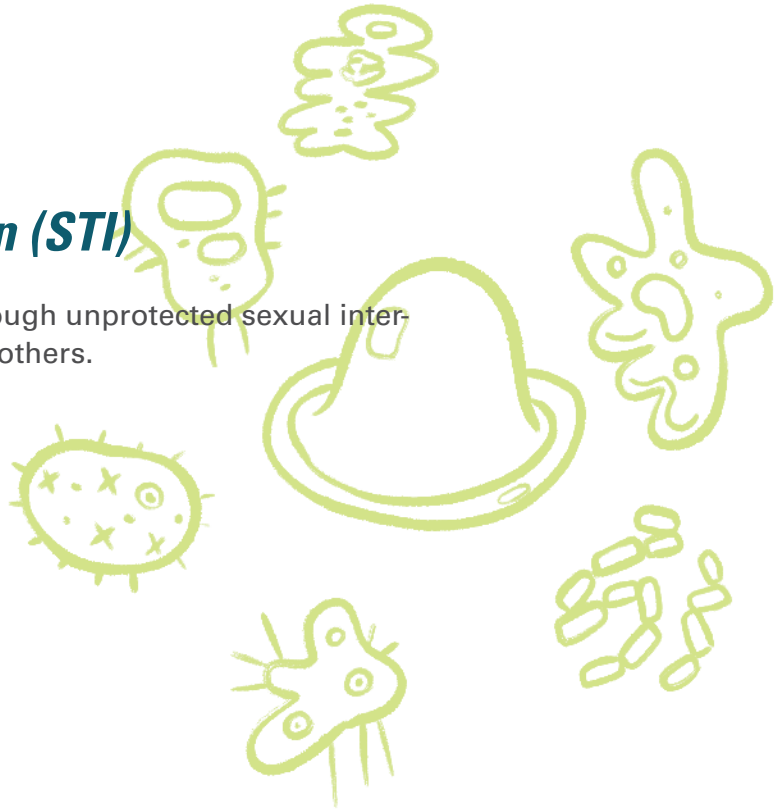 n (STI)
ough unprotected sexual inter-
others.